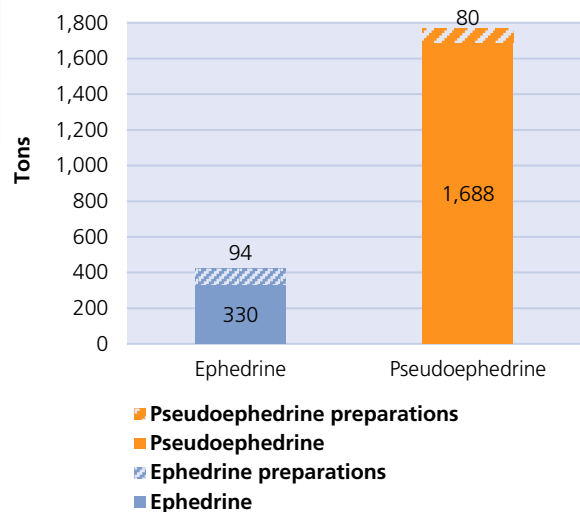 1,800
1,600
1,400
1,200
1,000
800
600
400
200
0
Tons
80
1,688
94
330
Ephedrine
Pseudoephedrine
Pseudoephedrine preparations
Pseudoephedrine
Ephedrine preparations
Ephedrine